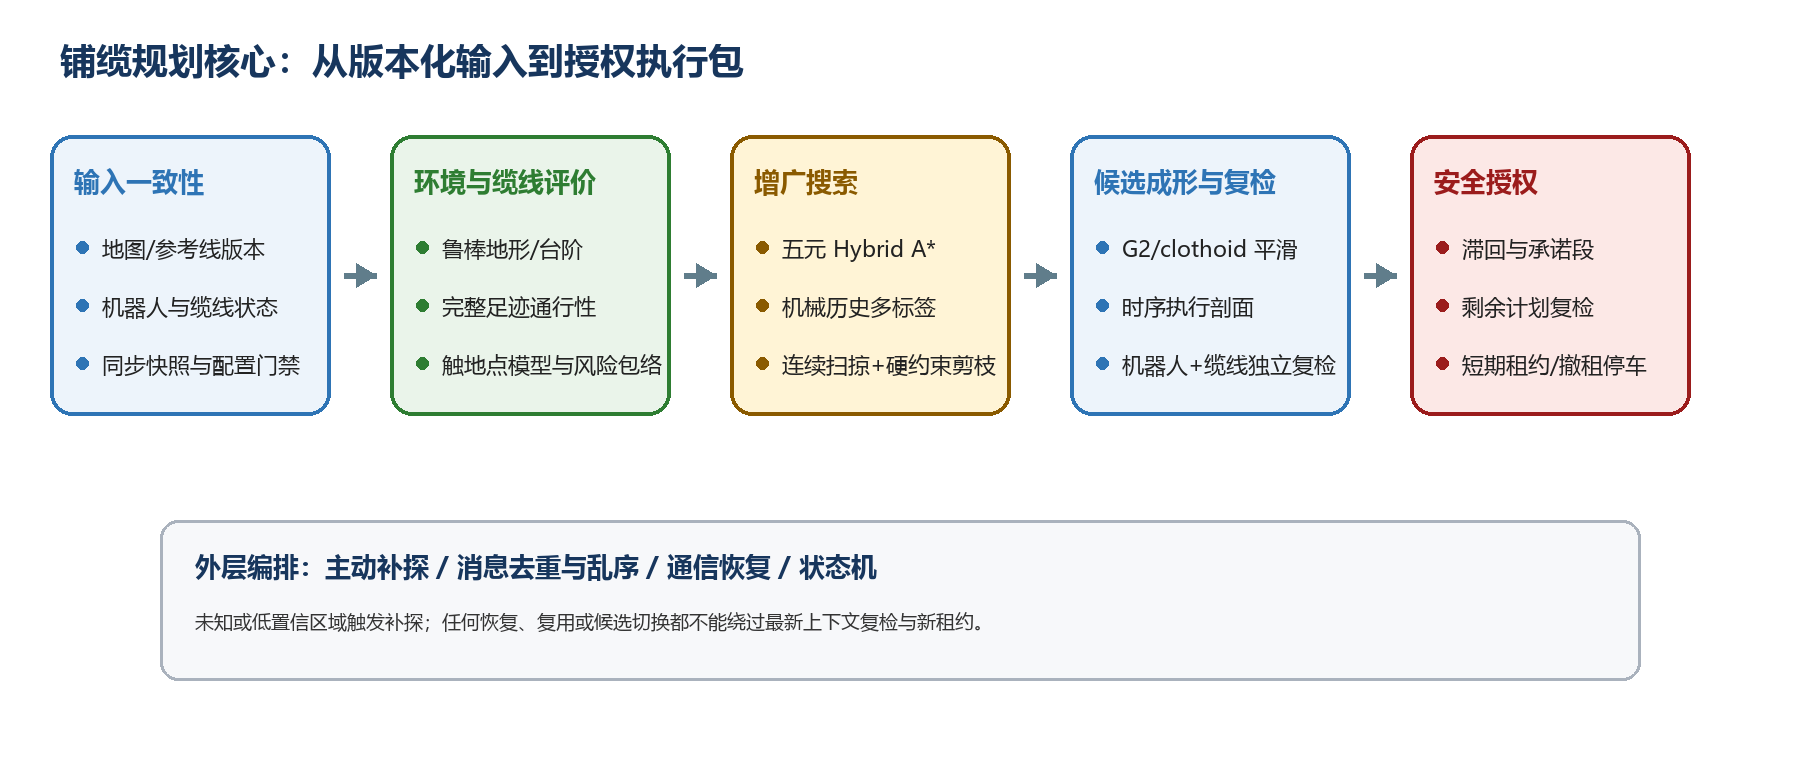 铺缆规划核心：从版本化输入到授权执行包
输入一致性
地图/参考线版本
机器人与缆线状态
同步快照与配置门禁
环境与缆线评价
鲁棒地形/台阶
完整足迹通行性
触地点模型与风险包络
增广搜索
五元 Hybrid A*
机械历史多标签
连续扫掠+硬约束剪枝
候选成形与复检
G2/clothoid 平滑
时序执行剖面
机器人+缆线独立复检
安全授权
滞回与承诺段
剩余计划复检
短期租约/撤租停车
外层编排：主动补探 / 消息去重与乱序 / 通信恢复 / 状态机
未知或低置信区域触发补探；任何恢复、复用或候选切换都不能绕过最新上下文复检与新租约。